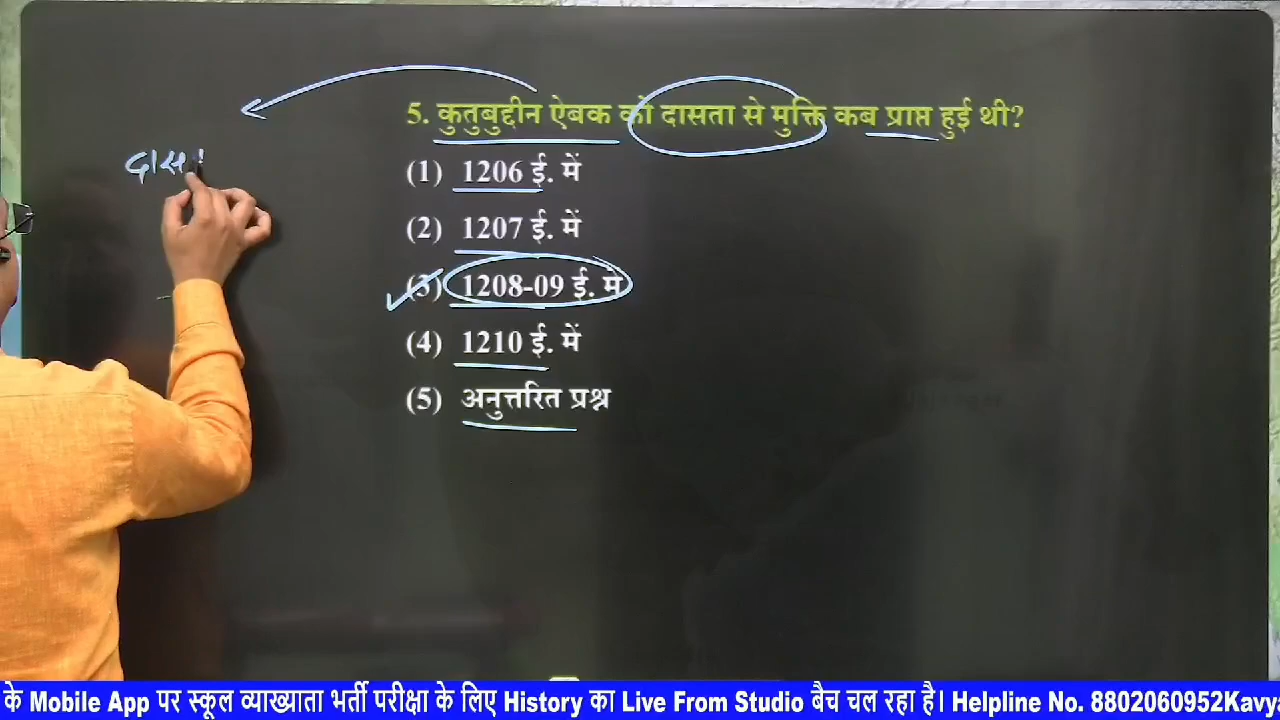 5. कुतुबुद्दीन ऐबक को दासता से मुक्ति कब प्राप्त हुई थी?
दास
(1) 1206 ई. में
(2) 1207 ई. में
(3) 1208-09 ई. में
(4) 1210 ई. में
(5) अनुत्तरित प्रश्न
के Mobile App पर स्कूल व्याख्याता भर्ती परीक्षा के लिए History का Live From Studio बैच चल रहा है। Helpline No. 8802060952Kavya